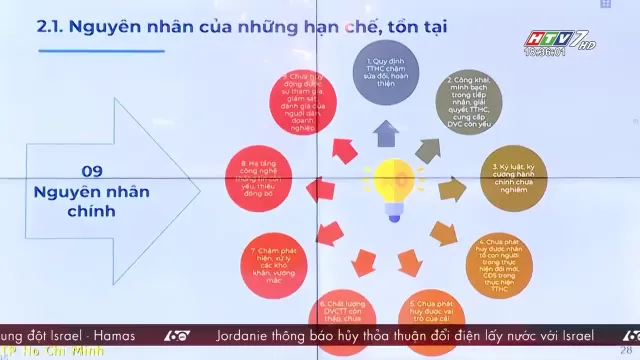 2.1. Nguyên nhân của những hạn chế, tồn tại
HTV7 HD
18:36:01
1. Quy định
TTHC chậm
sửa đổi, hoàn
thiện
2. Công khai,
minh bạch
trong tiếp
nhận, giải
quyết TTHC,
cung cấp
DVC còn yếu
3. Kỷ luật, kỷ
cương hành
chính chưa
nghiêm
4. Chưa phát
huy được nhân
tố con người
trong thực
hiện đổi mới,
CĐS trong
thực hiện
TTHC
5. Chưa phát
huy được vai
trò của cải
6. Chất lượng
DVCTT còn
thấp, chưa
7. Chậm phát
hiện, xử lý
các khó
khăn, vướng
mắc
8. Hạ tầng
công nghệ
thông tin còn
yếu, thiếu
đồng bộ
9. Chưa huy
động được
sự tham gia,
giám sát,
đánh giá của
người dân,
doanh
nghiệp
09
Nguyên nhân
chính
ung đột Israel - Hamas
60
Jordanie thông báo hủy thỏa thuận đổi điện lấy nước với Israel
TP Ho Chi Minh
28